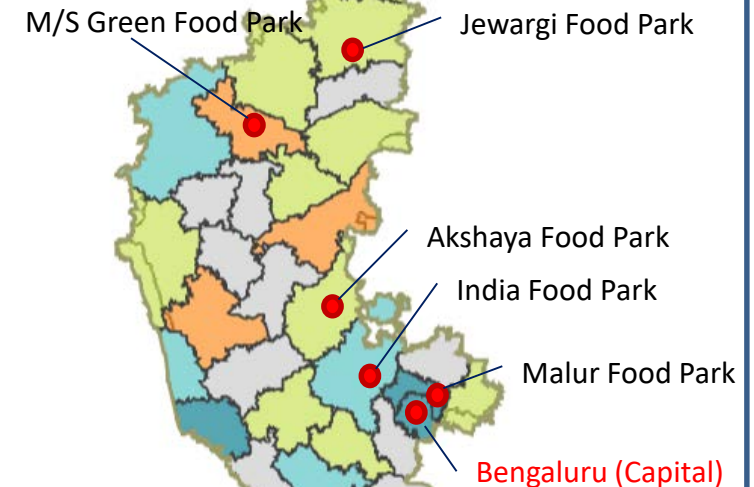 M/S Green Food Park
Jewargi Food Park
Akshaya Food Park
India Food Park
Malur Food Park
Bengaluru (Capital)